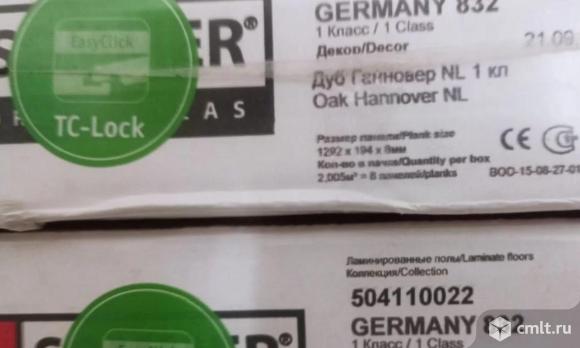 GERMANY 832
1 Класс / 1 Class
Декор/Decor
21.09
Дуб Ганновер NL 1 кл
Oak Hannover NL
Размер панели/Plank size
1292 x 194 x 8мм
Кол-во в пачке/Quantity per box
2,005м² = 8 панелей/planks
BOD-15-08-27-01
CE
EasyClick
TC-Lock
AS
Ламинированные полы/Laminate floors
Коллекция/Collection
504110022
GERMANY 832
1 Класс / 1 Class
cmlt.ru